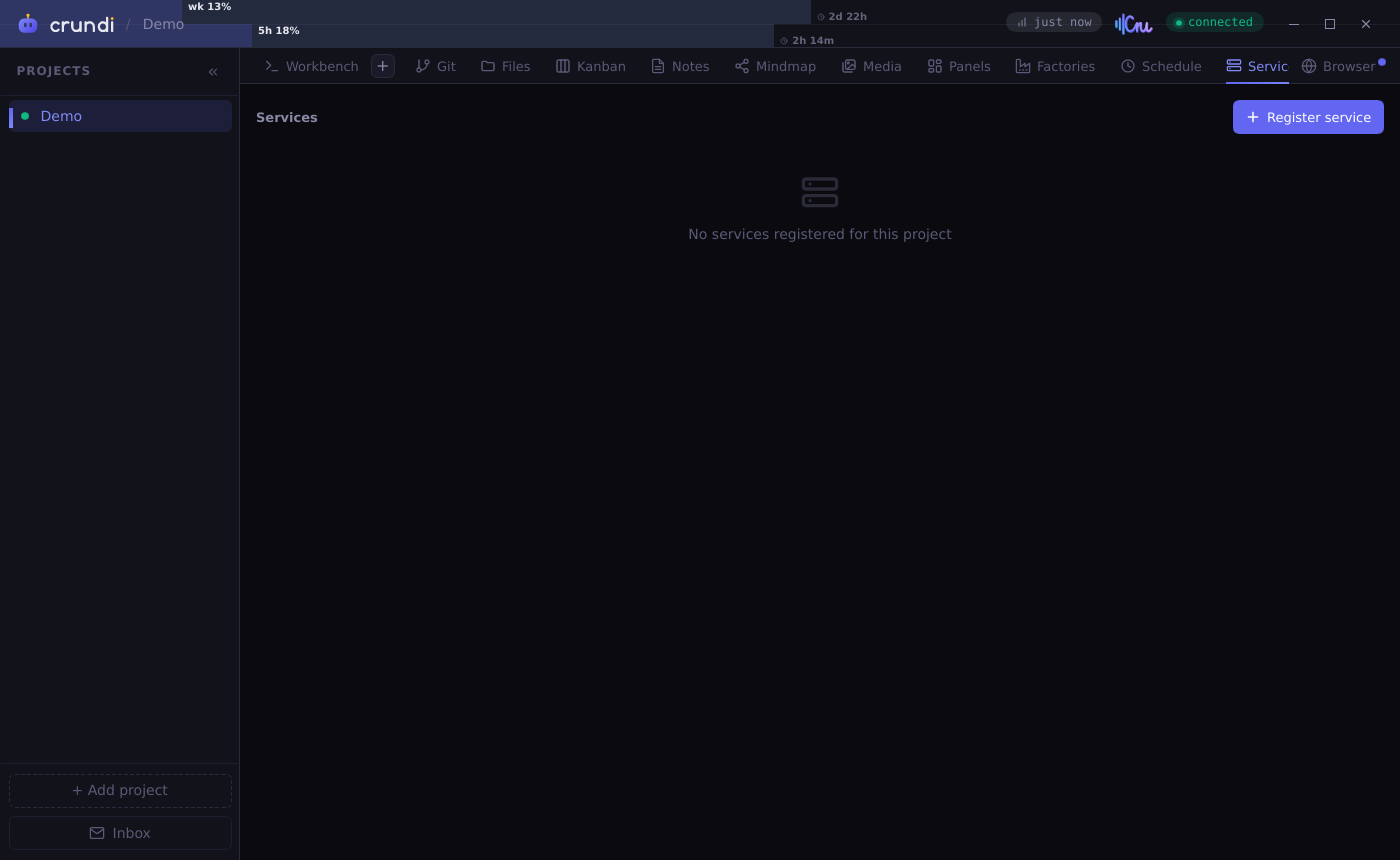 wk 13%
2d 22h
crundi / Demo
5h 18%
2h 14m
just now
Cru
connected
PROJECTS
«
Workbench
+
Git
Files
Kanban
Notes
Mindmap
Media
Panels
Factories
Schedule
Servic
Browser
Demo
Services
+ Register service
No services registered for this project
+ Add project
Inbox